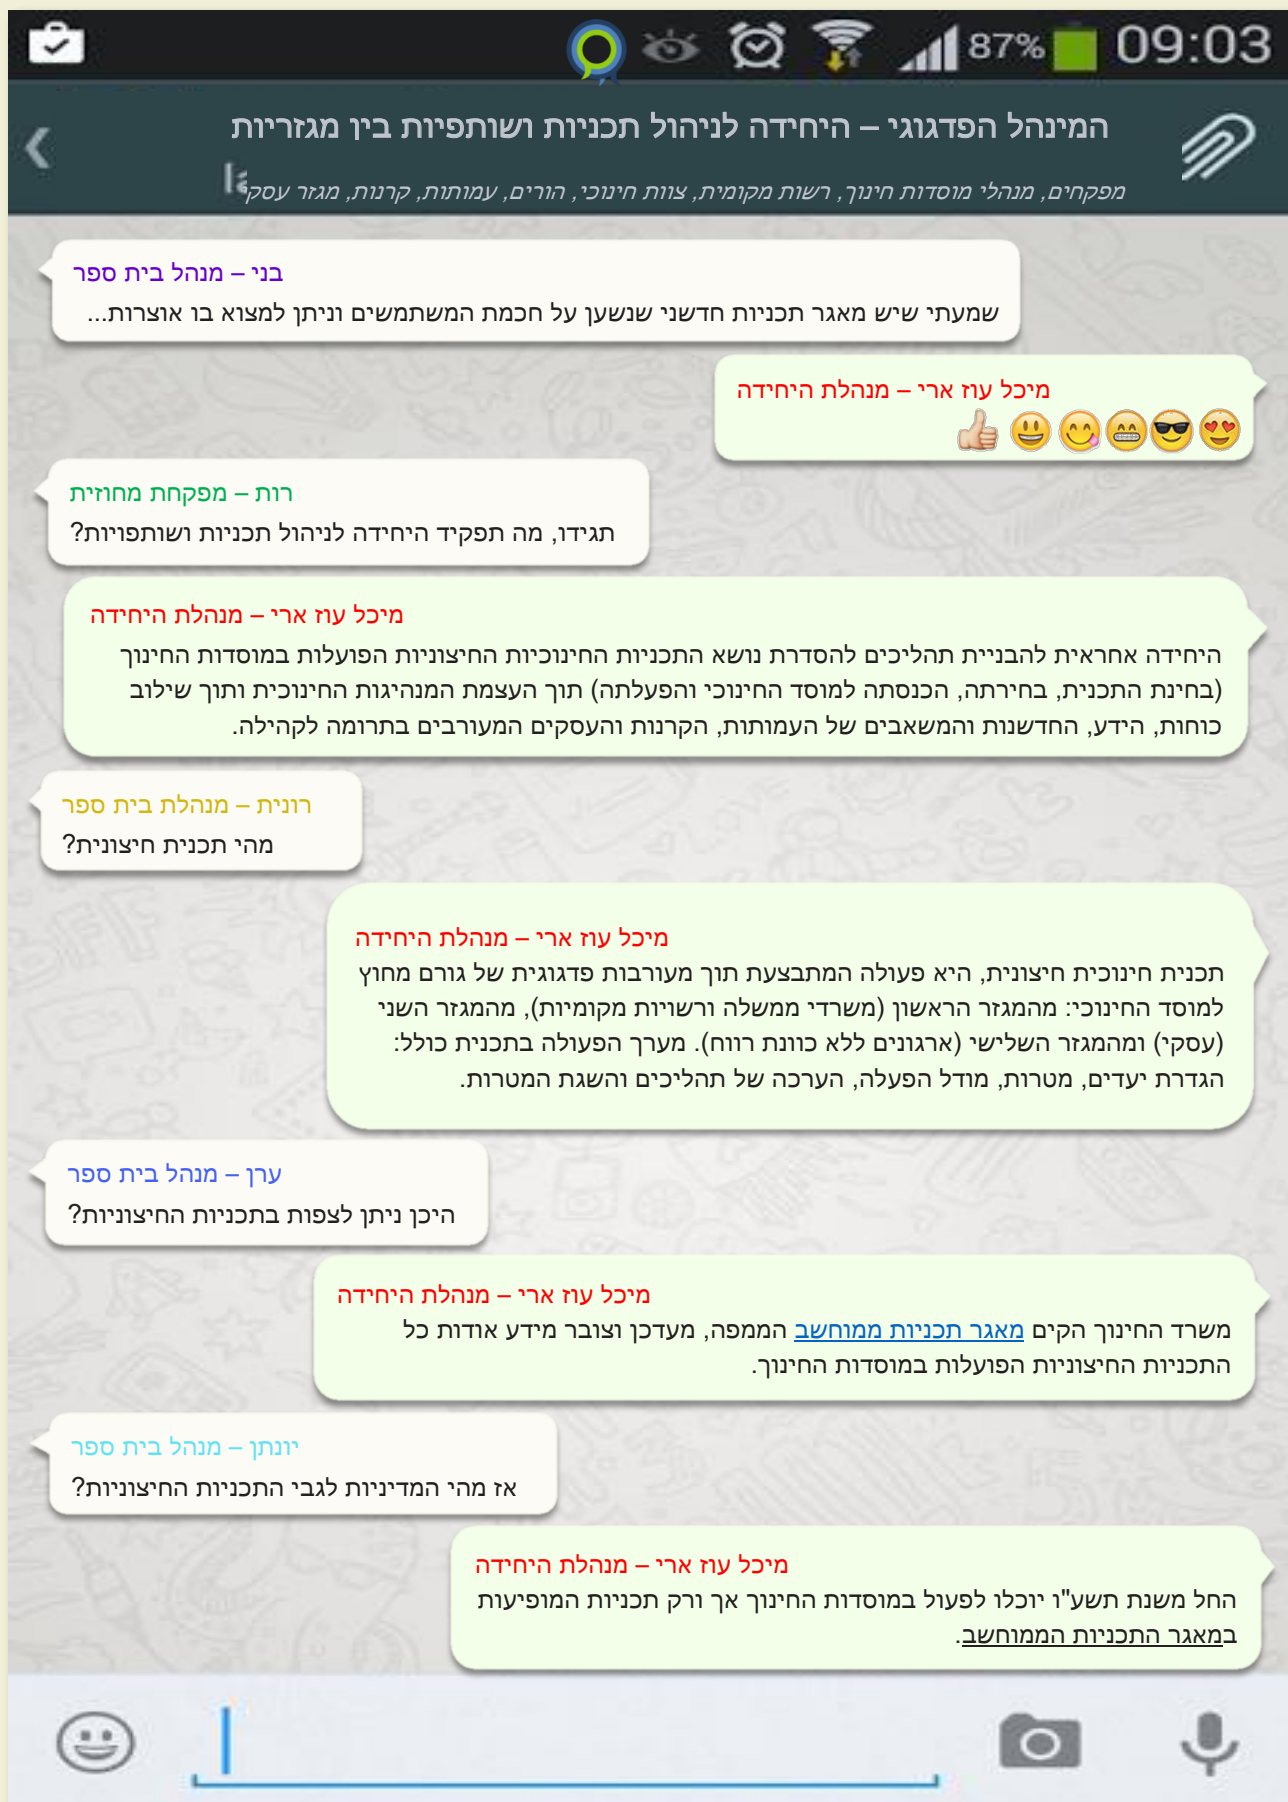 87% 09:03
המינהל הפדגוגי – היחידה לניהול תכניות ושותפיות בין מגזריות
מפקחים, מנהלי מוסדות חינוך, רשות מקומית, צוות חינוכי, הורים, עמותות, קרנות, מגזר עסקי
בני – מנהל בית ספר
שמעתי שיש מאגר תכניות חדשני שנשען על חכמת המשתמשים וניתן למצוא בו אוצרות...
מיכל עוז ארי – מנהלת היחידה
רות – מפקחת מחוזית
תגידו, מה תפקיד היחידה לניהול תכניות ושותפויות?
מיכל עוז ארי – מנהלת היחידה
היחידה אחראית להבניית תהליכים להסדרת נושא התכניות החינוכיות החיצוניות הפועלות במוסדות החינוך
(בחינת התכנית, בחירתה, הכנסתה למוסד החינוכי והפעלתה) תוך העצמת המנהיגות החינוכית ותוך שילוב
כוחות, הידע, החדשנות והמשאבים של העמותות, הקרנות והעסקים המעורבים בתרומה לקהילה.
רונית – מנהלת בית ספר
מהי תכנית חיצונית?
מיכל עוז ארי – מנהלת היחידה
תכנית חינוכית חיצונית, היא פעולה המתבצעת תוך מעורבות פדגוגית של גורם מחוץ
למוסד החינוכי: מהמגזר הראשון (משרדי ממשלה ורשויות מקומיות), מהמגזר השני
(עסקי) ומהמגזר השלישי (ארגונים ללא כוונת רווח). מערך הפעולה בתכנית כולל:
הגדרת יעדים, מטרות, מודל הפעלה, הערכה של תהליכים והשגת המטרות.
ערן – מנהל בית ספר
היכן ניתן לצפות בתכניות החיצוניות?
מיכל עוז ארי – מנהלת היחידה
משרד החינוך הקים מאגר תכניות ממוחשב הממפה, מעדכן וצובר מידע אודות כל
התכניות החיצוניות הפועלות במוסדות החינוך.
יונתן – מנהל בית ספר
אז מהי המדיניות לגבי התכניות החיצוניות?
מיכל עוז ארי – מנהלת היחידה
החל משנת תשע"ו יוכלו לפעול במוסדות החינוך אך ורק תכניות המופיעות
במאגר התכניות הממוחשב.